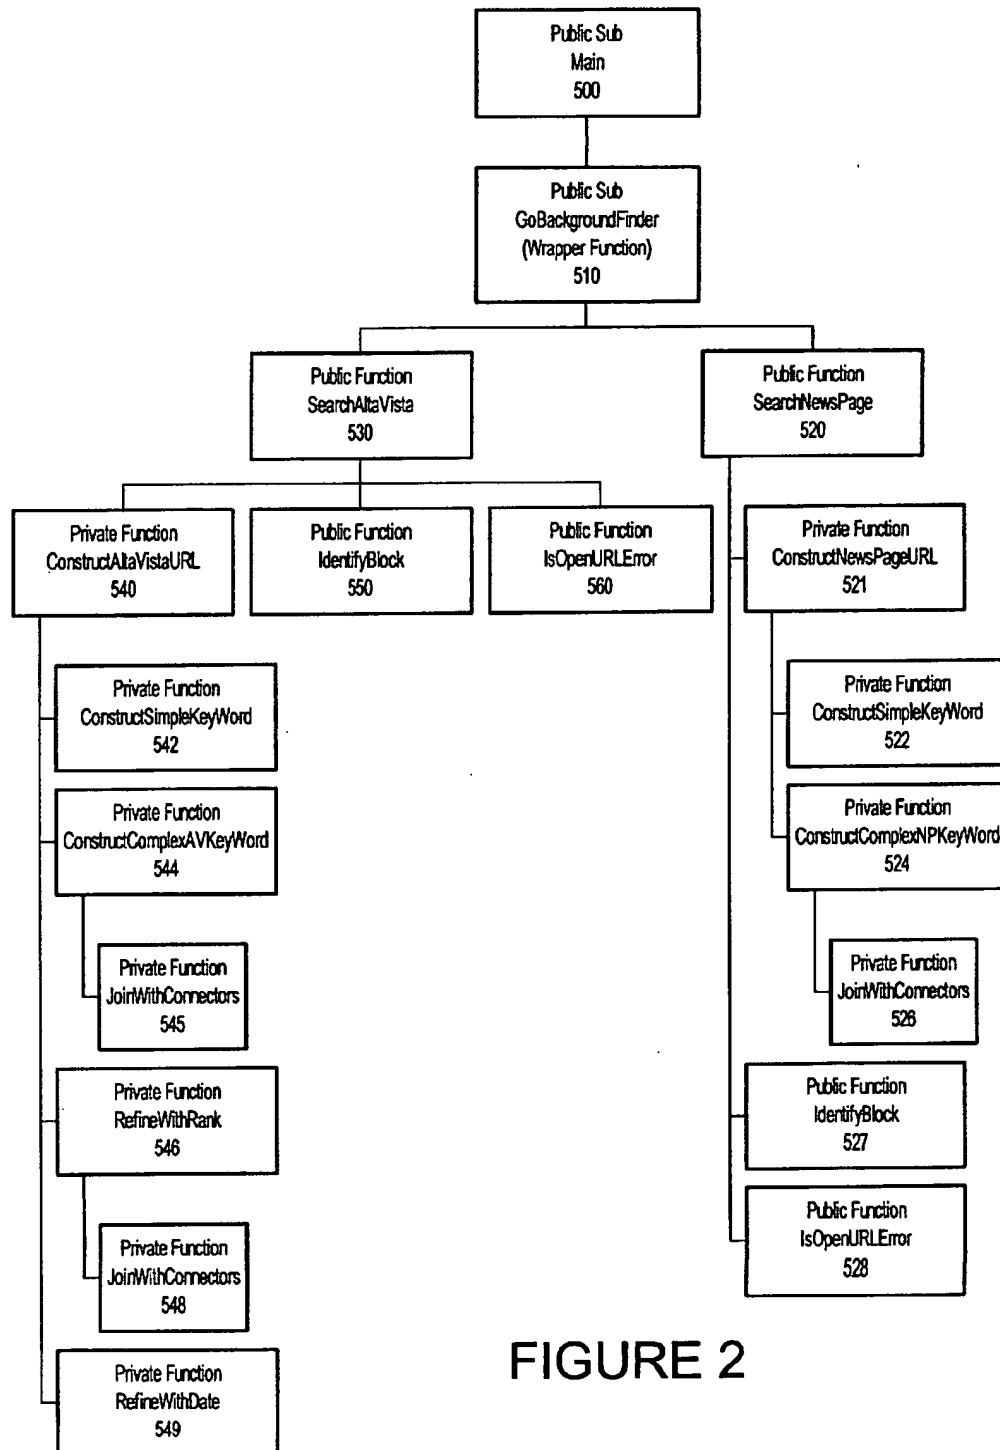 Public Sub
Main
500
Public Sub
GoBackgroundFinder
(Wrapper Function)
510
Public Function
SearchAltaVista
530
Public Function
SearchNewsPage
520
Private Function
ConstructAltaVistaURL
540
Public Function
IdentifyBlock
550
Public Function
IsOpenURLError
560
Private Function
ConstructNewsPageURL
521
Private Function
ConstructSimpleKeyWord
542
Private Function
ConstructSimpleKeyWord
522
Private Function
ConstructComplexAVKeyWord
544
Private Function
ConstructComplexNPKeyWord
524
Private Function
JoinWithConnectors
545
Private Function
JoinWithConnectors
526
Private Function
RefineWithRank
546
Public Function
IdentifyBlock
527
Public Function
IsOpenURLError
528
Private Function
JoinWithConnectors
548
Private Function
RefineWithDate
549
FIGURE 2